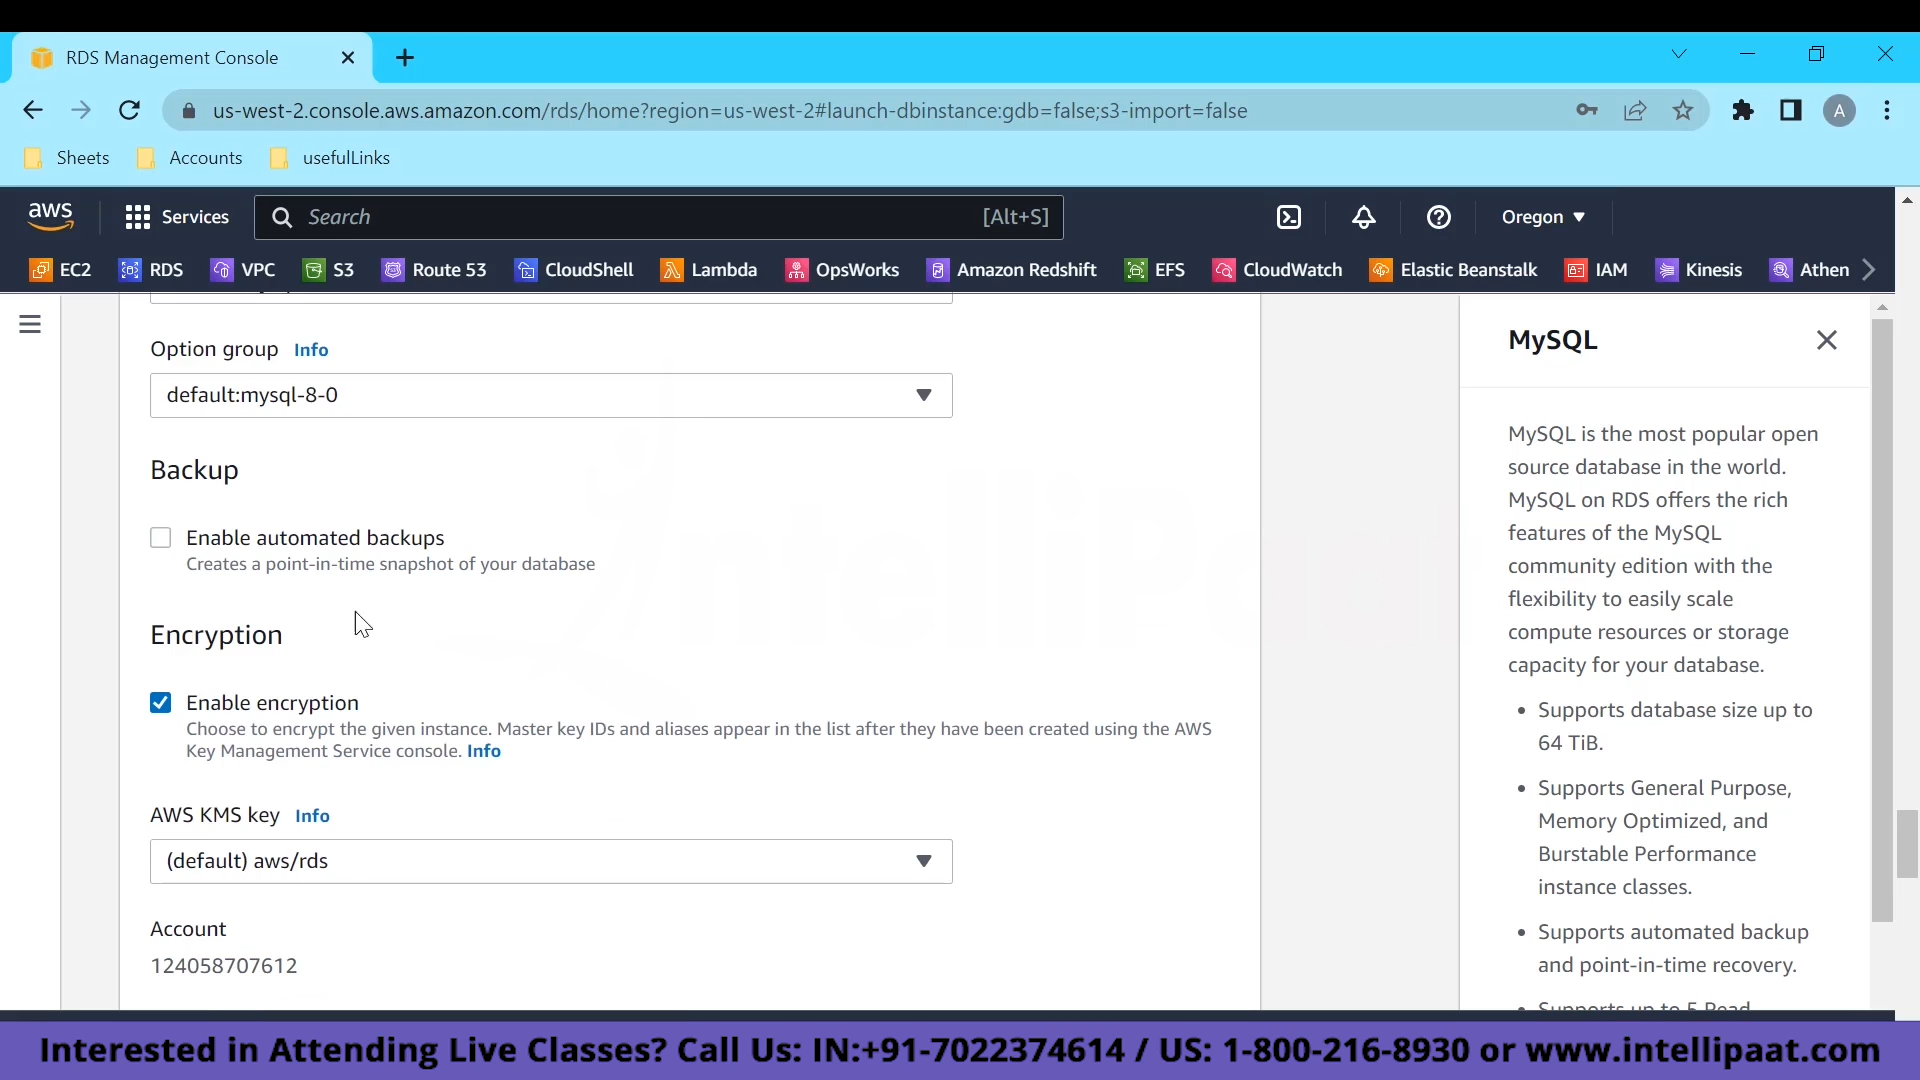 RDS Management Console
us-west-2.console.aws.amazon.com/rds/home?region=us-west-2#launch-dbinstance:gdb=false;s3-import=false
A
Sheets Accounts usefulLinks
aws Services Search [Alt+S] Oregon
EC2 RDS VPC S3 Route 53 CloudShell Lambda OpsWorks Amazon Redshift EFS CloudWatch Elastic Beanstalk IAM Kinesis Athen
Option group Info
default:mysql-8-0
Backup
Enable automated backups
Creates a point-in-time snapshot of your database
Encryption
Enable encryption
Choose to encrypt the given instance. Master key IDs and aliases appear in the list after they have been created using the AWS
Key Management Service console. Info
AWS KMS key Info
(default) aws/rds
Account
124058707612
MySQL
MySQL is the most popular open
source database in the world.
MySQL on RDS offers the rich
features of the MySQL
community edition with the
flexibility to easily scale
compute resources or storage
capacity for your database.
• Supports database size up to
64 TiB.
• Supports General Purpose,
Memory Optimized, and
Burstable Performance
instance classes.
• Supports automated backup
and point-in-time recovery.
• Supports up to 5 Read
IntelliPaat
Interested in Attending Live Classes? Call Us: IN:+91-7022374614 / US: 1-800-216-8930 or www.intellipaat.com